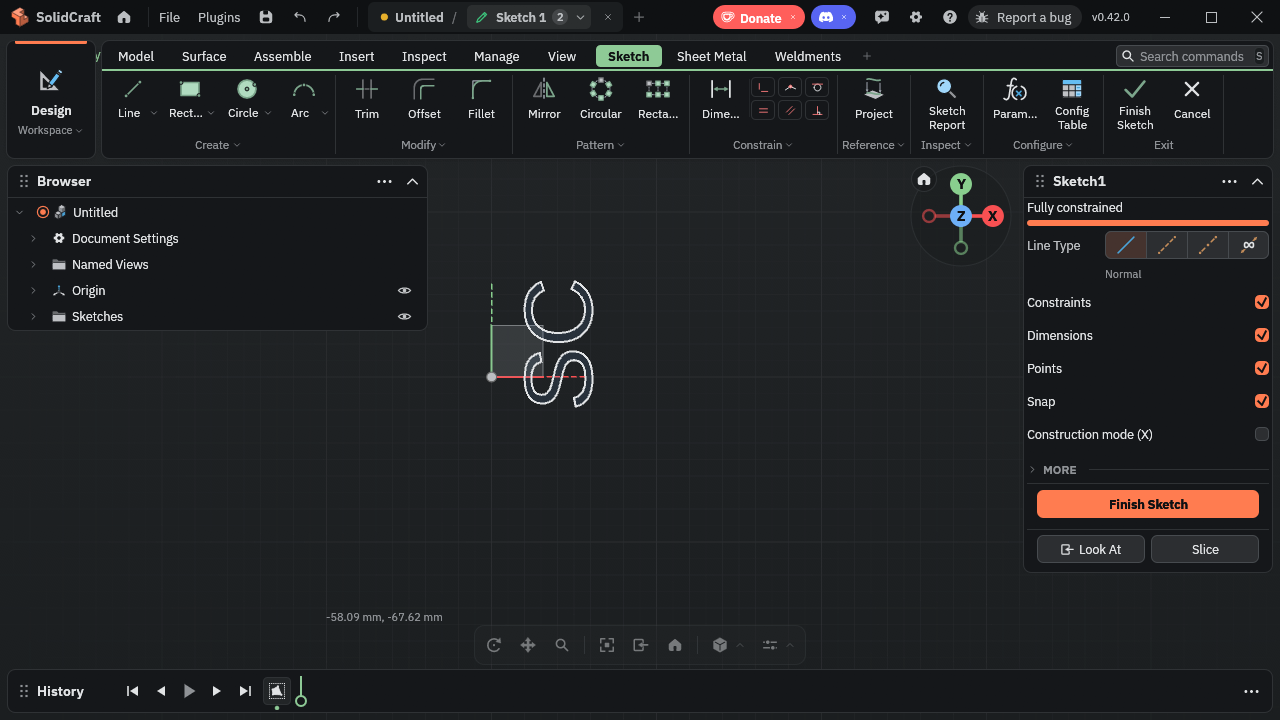 SolidCraft
File
Plugins
Untitled /
Sketch 1 2
Donate
Report a bug
v0.42.0
Design
Workspace
Model
Surface
Assemble
Insert
Inspect
Manage
View
Sketch
Sheet Metal
Weldments
Search commands S
Line
Rect...
Circle
Arc
Create
Trim
Offset
Fillet
Modify
Mirror
Circular
Recta...
Pattern
Dime...
Constrain
Project
Reference
Sketch
Report
Inspect
Param...
Config
Table
Configure
Finish
Sketch
Cancel
Exit
Browser
Untitled
Document Settings
Named Views
Origin
Sketches
Y
Z
X
SC
Sketch1
Fully constrained
Line Type
Normal
Constraints
Dimensions
Points
Snap
Construction mode (X)
MORE
Finish Sketch
Look At
Slice
-58.09 mm, -67.62 mm
History